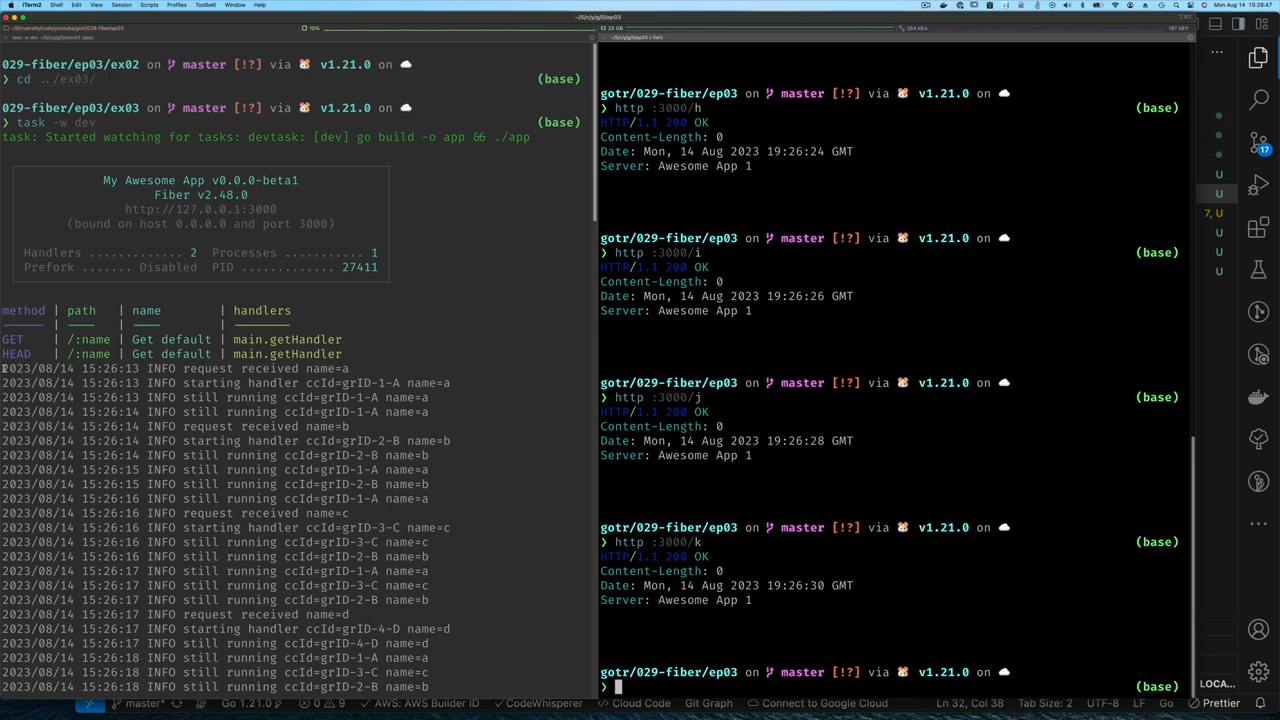 iTerm2 Shell Edit View Session Scripts Profiles Toolbelt Window Help
Mon Aug 14 15:26:47
~/S/c/y/g/0/ep03
10%
23 GB
task -w dev
~/S/c/y/g/0/ep03 (-fish)
029-fiber/ep03/ex02 on master [!?] via v1.21.0 on
❯ cd ../ex03/ (base)
029-fiber/ep03/ex03 on master [!?] via v1.21.0 on
❯ task -w dev (base)
task: Started watching for tasks: devtask: [dev] go build -o app && ./app
My Awesome App v0.0.0-beta1
Fiber v2.48.0
http://127.0.0.1:3000
(bound on host 0.0.0.0 and port 3000)
Handlers ............. 2 Processes ........... 1
Prefork ....... Disabled PID ............. 27411
method | path | name | handlers
GET | /:name | Get default | main.getHandler
HEAD | /:name | Get default | main.getHandler
2023/08/14 15:26:13 INFO request received name=a
2023/08/14 15:26:13 INFO starting handler ccId=grID-1-A name=a
2023/08/14 15:26:13 INFO still running ccId=grID-1-A name=a
2023/08/14 15:26:14 INFO still running ccId=grID-1-A name=a
2023/08/14 15:26:14 INFO request received name=b
2023/08/14 15:26:14 INFO starting handler ccId=grID-2-B name=b
2023/08/14 15:26:14 INFO still running ccId=grID-2-B name=b
2023/08/14 15:26:15 INFO still running ccId=grID-1-A name=a
2023/08/14 15:26:15 INFO still running ccId=grID-2-B name=b
2023/08/14 15:26:16 INFO still running ccId=grID-1-A name=a
2023/08/14 15:26:16 INFO request received name=c
2023/08/14 15:26:16 INFO starting handler ccId=grID-3-C name=c
2023/08/14 15:26:16 INFO still running ccId=grID-3-C name=c
2023/08/14 15:26:16 INFO still running ccId=grID-2-B name=b
2023/08/14 15:26:17 INFO still running ccId=grID-1-A name=a
2023/08/14 15:26:17 INFO still running ccId=grID-3-C name=c
2023/08/14 15:26:17 INFO still running ccId=grID-2-B name=b
2023/08/14 15:26:17 INFO request received name=d
2023/08/14 15:26:17 INFO starting handler ccId=grID-4-D name=d
2023/08/14 15:26:17 INFO still running ccId=grID-4-D name=d
2023/08/14 15:26:18 INFO still running ccId=grID-1-A name=a
2023/08/14 15:26:18 INFO still running ccId=grID-3-C name=c
2023/08/14 15:26:18 INFO still running ccId=grID-2-B name=b
gotr/029-fiber/ep03 on master [!?] via v1.21.0 on
❯ http :3000/h (base)
HTTP/1.1 200 OK
Content-Length: 0
Date: Mon, 14 Aug 2023 19:26:24 GMT
Server: Awesome App 1
gotr/029-fiber/ep03 on master [!?] via v1.21.0 on
❯ http :3000/i (base)
HTTP/1.1 200 OK
Content-Length: 0
Date: Mon, 14 Aug 2023 19:26:26 GMT
Server: Awesome App 1
gotr/029-fiber/ep03 on master [!?] via v1.21.0 on
❯ http :3000/j (base)
HTTP/1.1 200 OK
Content-Length: 0
Date: Mon, 14 Aug 2023 19:26:28 GMT
Server: Awesome App 1
gotr/029-fiber/ep03 on master [!?] via v1.21.0 on
❯ http :3000/k (base)
HTTP/1.1 200 OK
Content-Length: 0
Date: Mon, 14 Aug 2023 19:26:30 GMT
Server: Awesome App 1
gotr/029-fiber/ep03 on master [!?] via v1.21.0 on
❯ (base)
17
U
U
7, U
U
U
U
LOCA...
master* Go 1.21.0 0 9 AWS: AWS Builder ID CodeWhisperer Cloud Code Git Graph Connect to Google Cloud Ln 32, Col 38 Tab Size: 2 UTF-8 LF Go Prettier